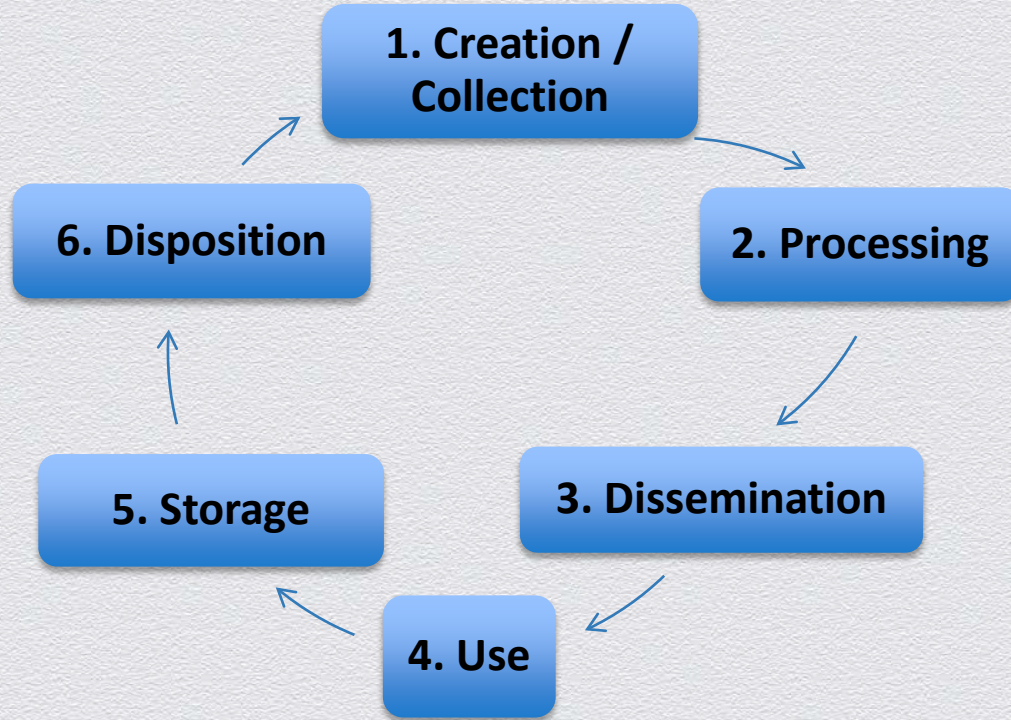 1. Creation /
Collection
2. Processing
3. Dissemination
4. Use
5. Storage
6. Disposition